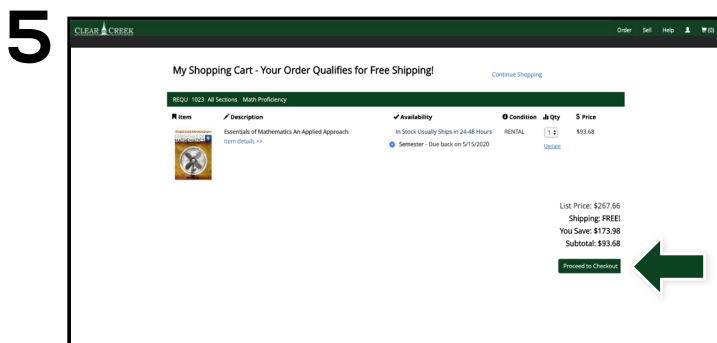 5
CLEAR CREEK
Order Sell Help (0)
My Shopping Cart - Your Order Qualifies for Free Shipping!
Continue Shopping
REQU 1023 All Sections Math Proficiency
Item Description Availability Condition Qty $ Price
Essentials of Mathematics An Applied Approach In Stock Usually Ships in 24-48 Hours RENTAL 1 $93.68
Item details >> Semester - Due back on 5/15/2020 Update
List Price: $267.66
Shipping: FREE!
You Save: $173.98
Subtotal: $93.68
Proceed to Checkout